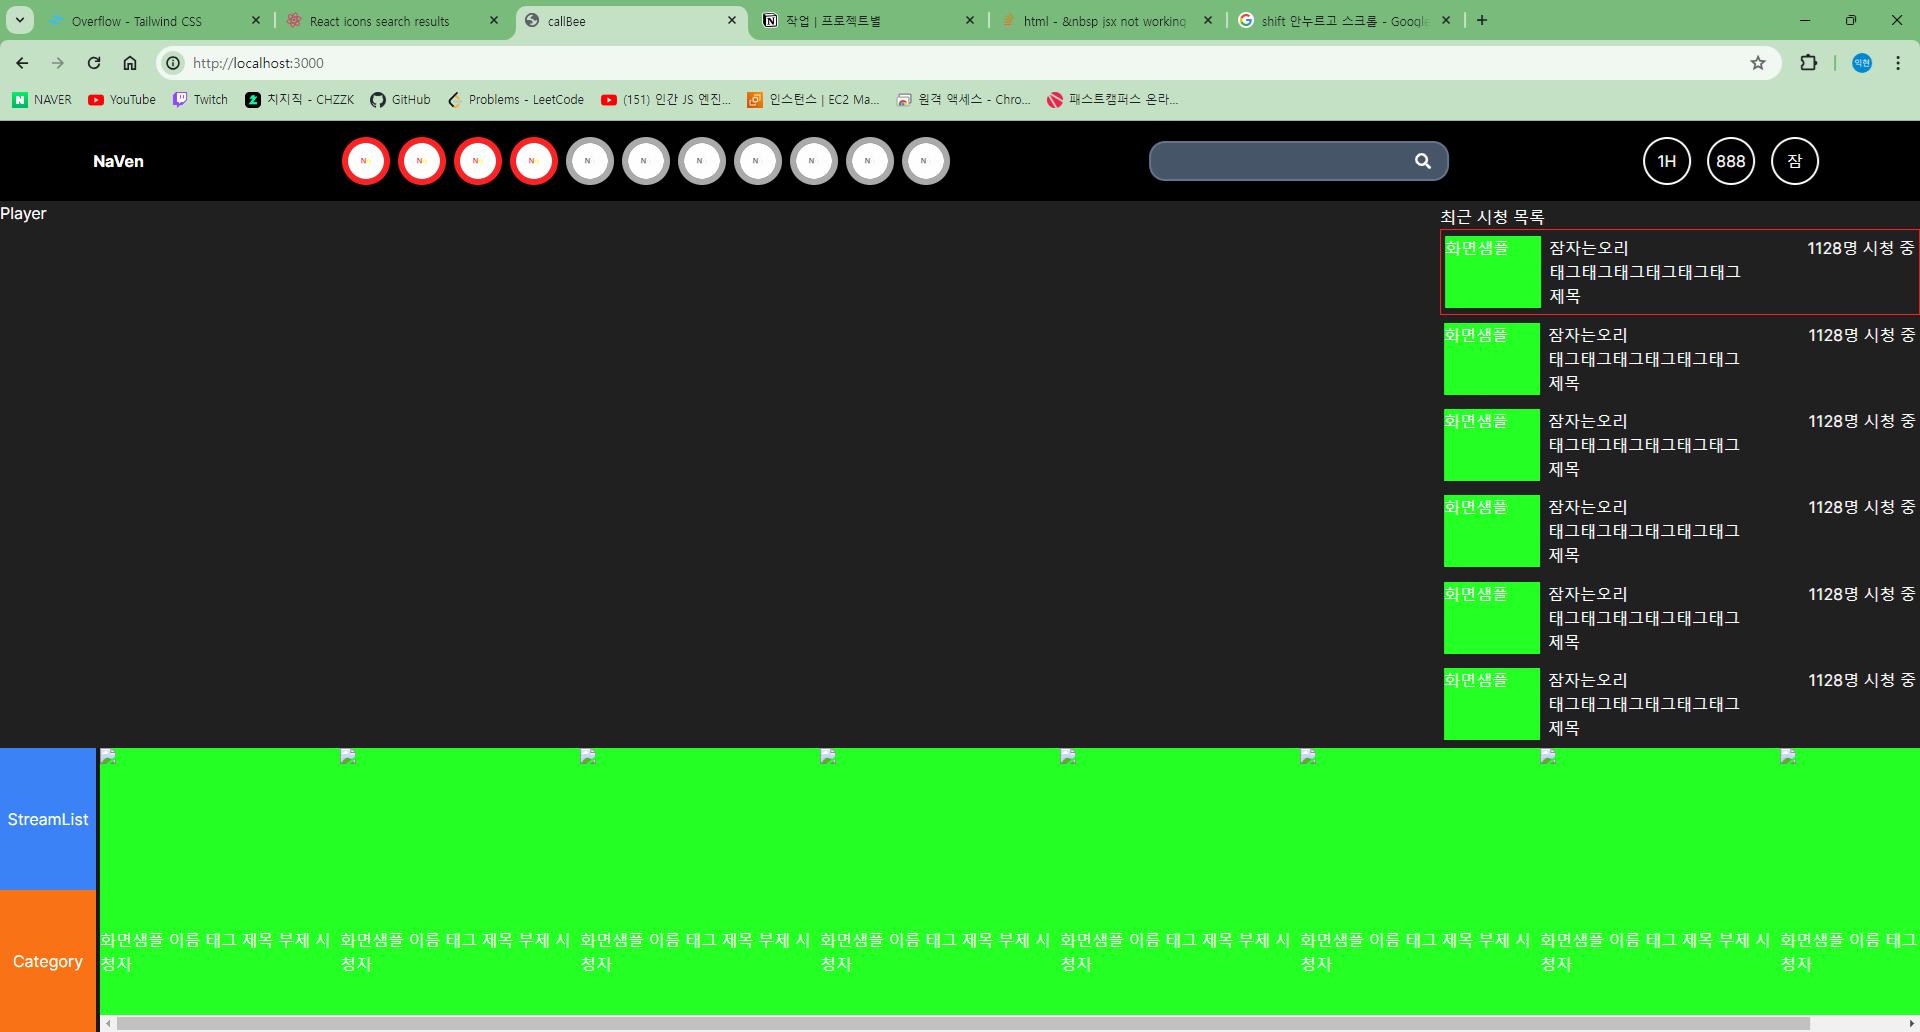 Overflow - Tailwind CSS
React icons search results
callBee
작업 | 프로젝트별
html - &nbsp jsx not working
shift 안누르고 스크롤 - Google
http://localhost:3000
익현
NAVER
YouTube
Twitch
치지직 - CHZZK
GitHub
Problems - LeetCode
(151) 인간 JS 엔진...
인스턴스 | EC2 Ma...
원격 액세스 - Chro...
패스트캠퍼스 온라...
NaVen
1H
888
잠
Player
최근 시청 목록
화면샘플
잠자는오리
1128명 시청 중
태그태그태그태그태그태그
제목
화면샘플
잠자는오리
1128명 시청 중
태그태그태그태그태그태그
제목
화면샘플
잠자는오리
1128명 시청 중
태그태그태그태그태그태그
제목
화면샘플
잠자는오리
1128명 시청 중
태그태그태그태그태그태그
제목
화면샘플
잠자는오리
1128명 시청 중
태그태그태그태그태그태그
제목
화면샘플
잠자는오리
1128명 시청 중
태그태그태그태그태그태그
제목
StreamList
Category
화면샘플 이름 태그 제목 부제 시
청자
화면샘플 이름 태그 제목 부제 시
청자
화면샘플 이름 태그 제목 부제 시
청자
화면샘플 이름 태그 제목 부제 시
청자
화면샘플 이름 태그 제목 부제 시
청자
화면샘플 이름 태그 제목 부제 시
청자
화면샘플 이름 태그 제목 부제 시
청자
화면샘플 이름 태그
청자